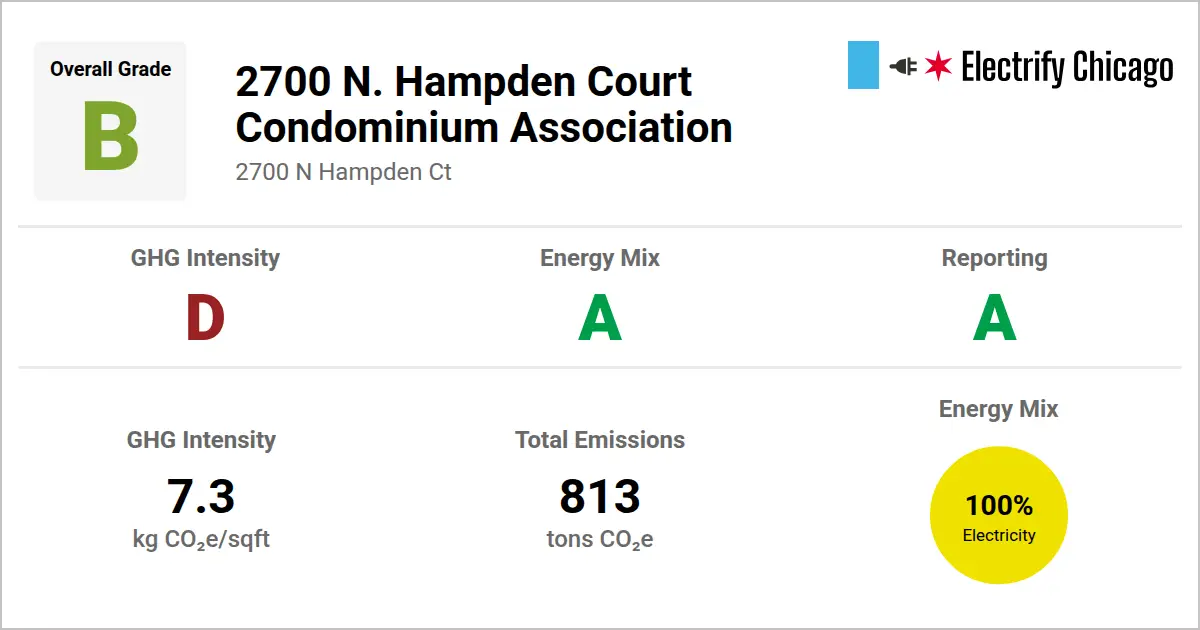 Overall Grade
B
2700 N. Hampden Court
Condominium Association
2700 N Hampden Ct
Electrify Chicago
GHG Intensity
D
Energy Mix
A
Reporting
A
GHG Intensity
7.3
kg CO₂e/sqft
Total Emissions
813
tons CO₂e
Energy Mix
100%
Electricity